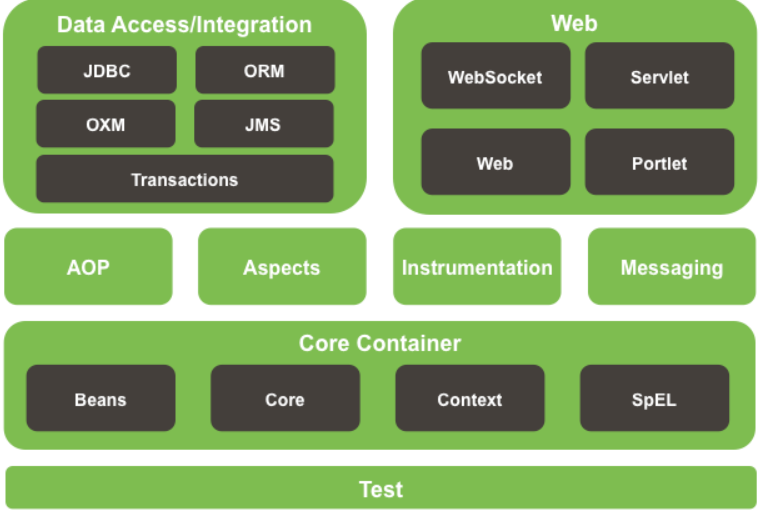 Data Access/Integration
JDBC
ORM
OXM
JMS
Transactions
Web
WebSocket
Servlet
Web
Portlet
AOP
Aspects
Instrumentation
Messaging
Core Container
Beans
Core
Context
SpEL
Test